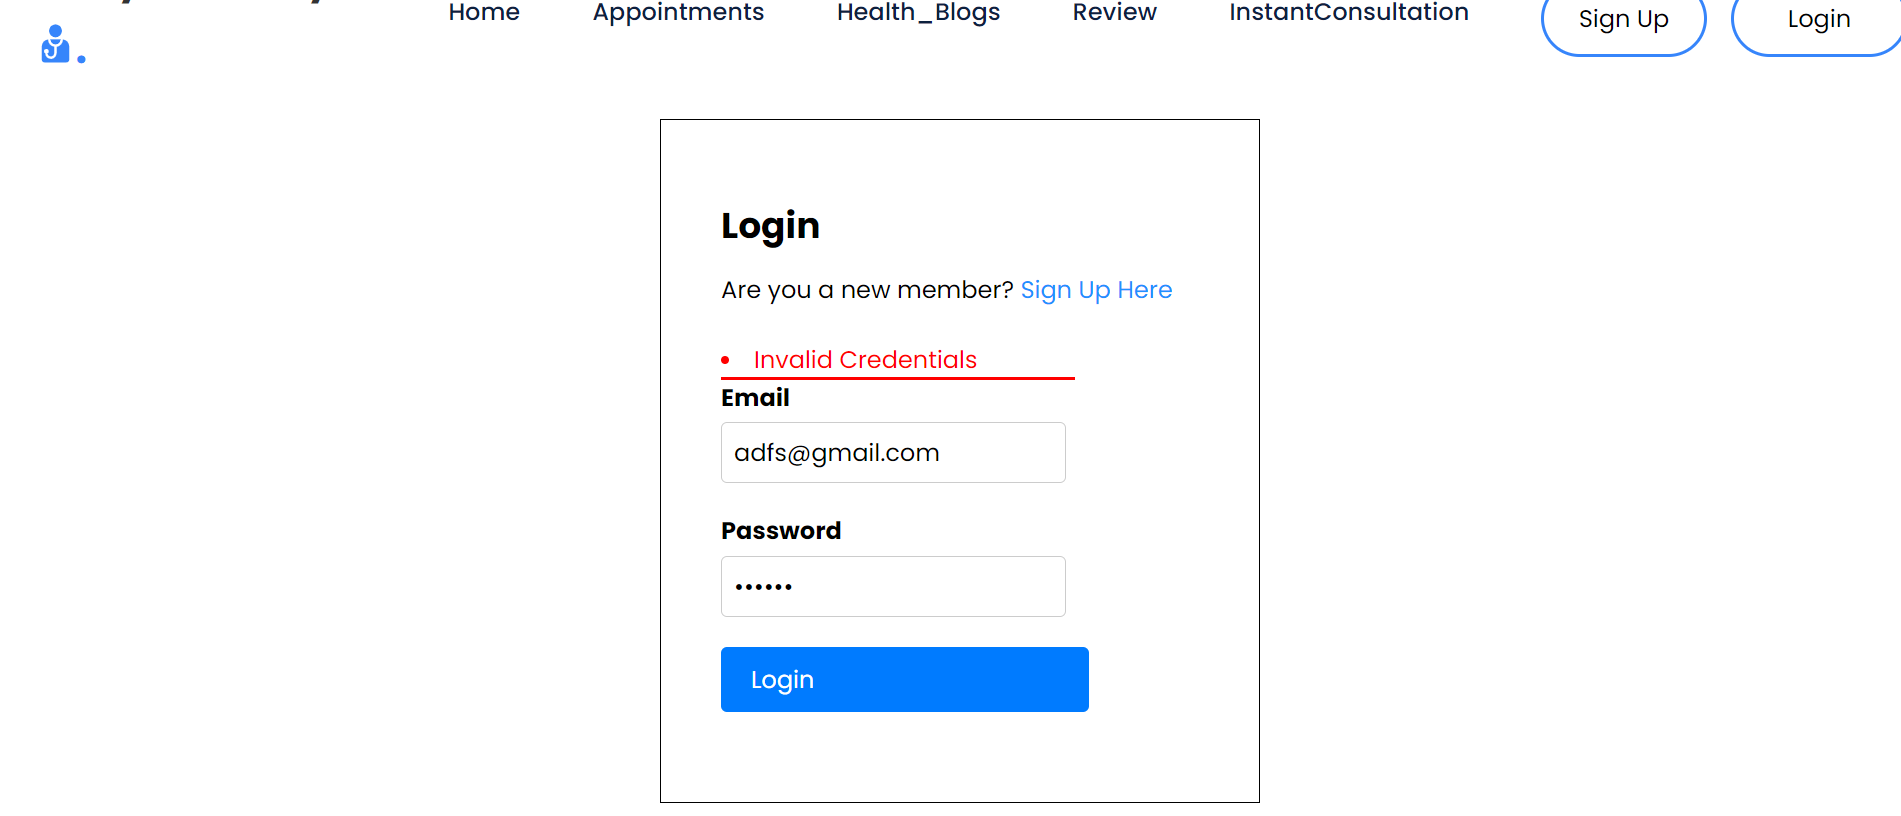 Home Appointments Health_Blogs Review InstantConsultation Sign Up Login
Login
Are you a new member? Sign Up Here
• Invalid Credentials
Email
adfs@gmail.com
Password
••••••
Login